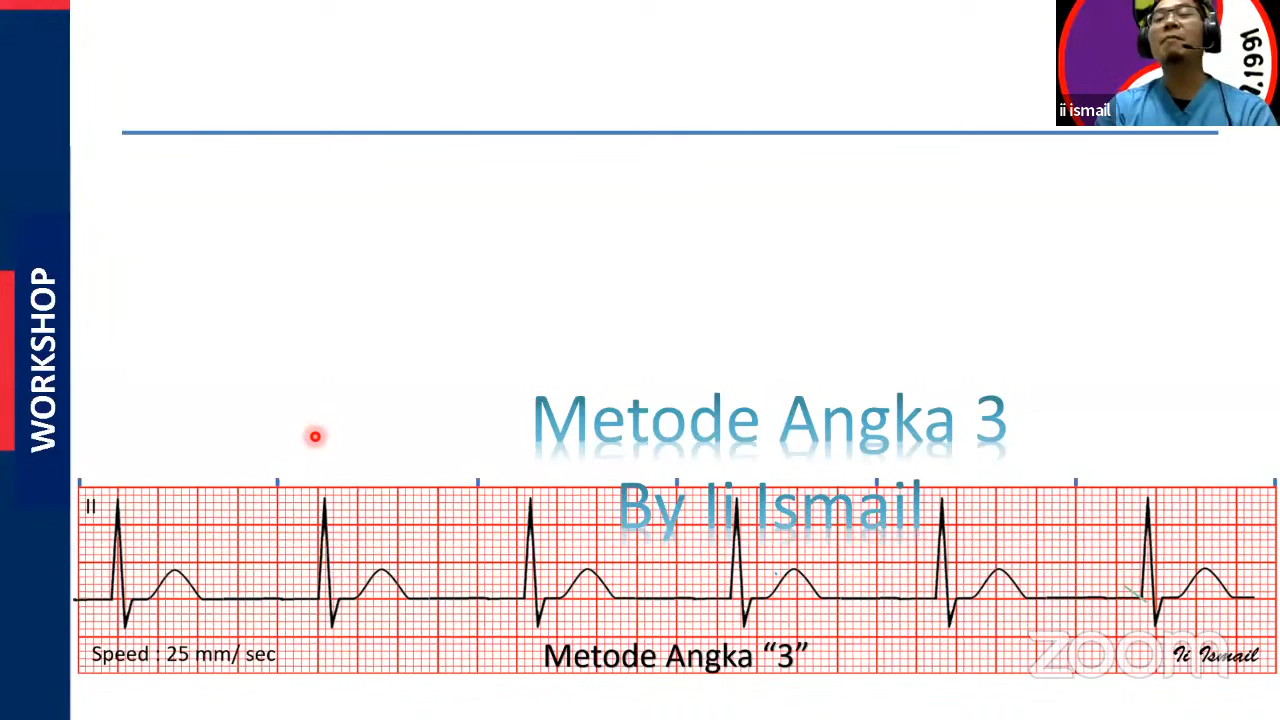 ii ismail
1991
WORKSHOP
Metode Angka 3
By Ii Ismail
II
Speed : 25 mm/ sec
Metode Angka “3”
zoom
Ii Ismail